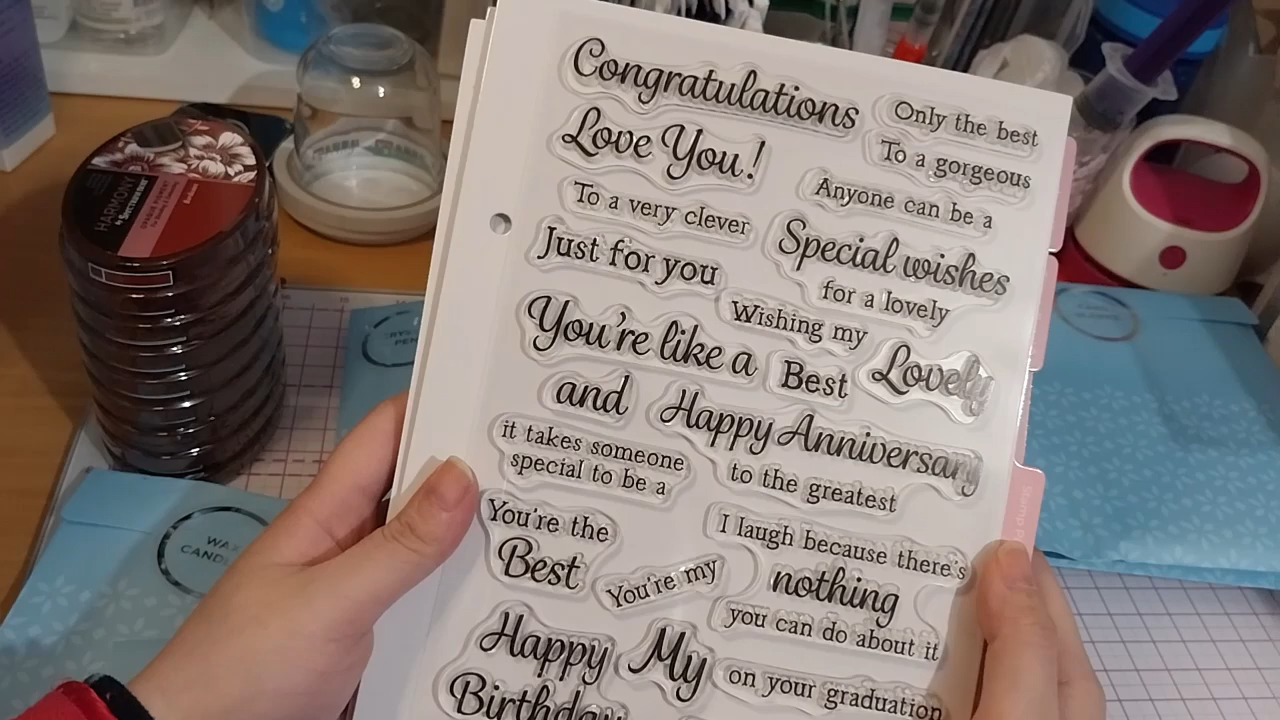 Congratulations
Only the best
Love You!
To a gorgeous
To a very clever
Anyone can be a
Just for you
Special wishes
for a lovely
Wishing my
You're like a
Best
Lovely
and
Happy Anniversary
it takes someone
special to be a
to the greatest
You're the
Best
I laugh because there's
nothing
you can do about it
You're my
Happy
Birthday
My
on your graduation
HARMONY
Stamp
WAX